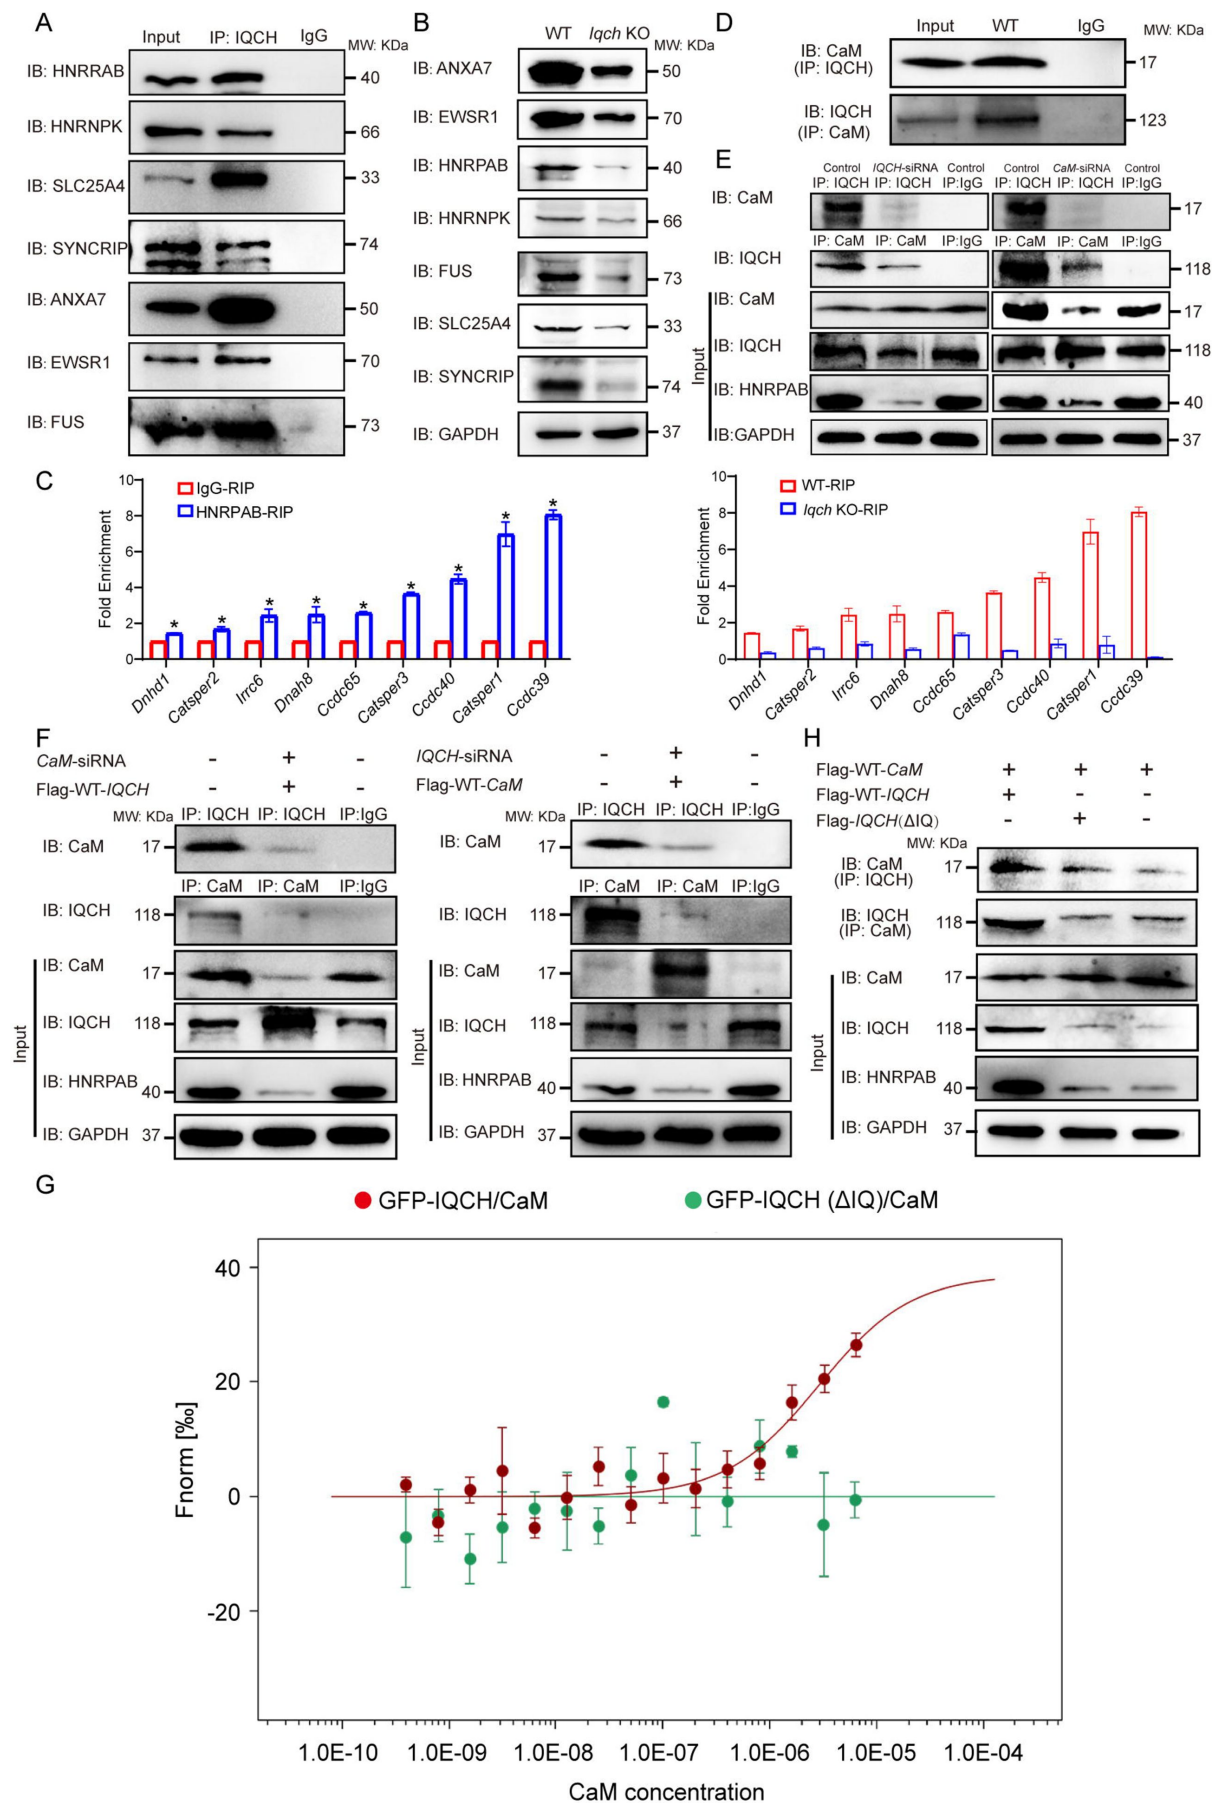 A
Input IP: IQCH IgG
MW: KDa
IB: HNRRAB 40
IB: HNRNPK 66
IB: SLC25A4 33
IB: SYNCRIP 74
IB: ANXA7 50
IB: EWSR1 70
IB: FUS 73
B
WT Iqch KO
MW: KDa
IB: ANXA7 50
IB: EWSR1 70
IB: HNRPAB 40
IB: HNRNPK 66
IB: FUS 73
IB: SLC25A4 33
IB: SYNCRIP 74
IB: GAPDH 37
D
Input WT IgG
MW: KDa
IB: CaM
(IP: IQCH)
17
IB: IQCH
(IP: CaM)
123
E
Control IQCH-siRNA Control Control CaM-siRNA Control
IP: IQCH IP: IQCH IP:IgG IP: IQCH IP: IQCH IP:IgG
IB: CaM 17
IP: CaM IP: CaM IP:IgG IP: CaM IP: CaM IP:IgG
IB: IQCH 118
Input
IB: CaM 17
IB: IQCH 118
IB: HNRPAB 40
IB:GAPDH 37
C
Fold Enrichment
10
8
6
4
2
0
IgG-RIP
HNRPAB-RIP
* * * * * * * * *
Dnhd1 Catsper2 Irrc6 Dnah8 Ccdc65 Catsper3 Ccdc40 Catsper1 Ccdc39
Fold Enrichment
10
8
6
4
2
0
WT-RIP
Iqch KO-RIP
Dnhd1 Catsper2 Irrc6 Dnah8 Ccdc65 Catsper3 Ccdc40 Catsper1 Ccdc39
F
CaM-siRNA - + -
Flag-WT-IQCH - + -
MW: KDa IP: IQCH IP: IQCH IP:IgG
IB: CaM 17
IP: CaM IP: CaM IP:IgG
IB: IQCH 118
Input
IB: CaM 17
IB: IQCH 118
IB: HNRPAB 40
IB: GAPDH 37
IQCH-siRNA - + -
Flag-WT-CaM - + -
MW: KDa IP: IQCH IP: IQCH IP:IgG
IB: CaM 17
IP: CaM IP: CaM IP:IgG
IB: IQCH 118
Input
IB: CaM 17
IB: IQCH 118
IB: HNRPAB 40
IB: GAPDH 37
H
Flag-WT-CaM + + +
Flag-WT-IQCH + - -
Flag-IQCH(ΔIQ) - + -
MW: KDa
IB: CaM
(IP: IQCH)
17
IB: IQCH
(IP: CaM)
118
Input
IB: CaM 17
IB: IQCH 118
IB: HNRPAB 40
IB: GAPDH 37
G
GFP-IQCH/CaM GFP-IQCH (ΔIQ)/CaM
Fnorm [‰]
40
20
0
-20
1.0E-10 1.0E-09 1.0E-08 1.0E-07 1.0E-06 1.0E-05 1.0E-04
CaM concentration